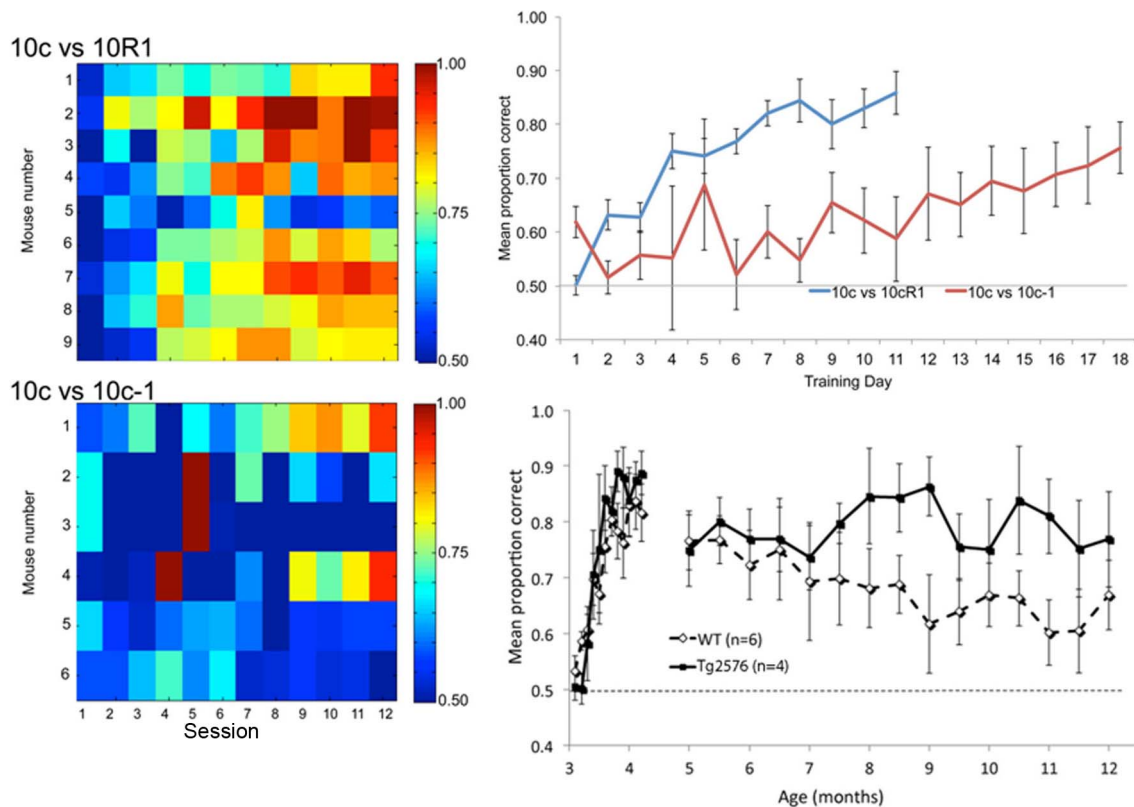 10c vs 10R1
Mouse number
1
2
3
4
5
6
7
8
9
1.00
0.75
0.50
10c vs 10c-1
Mouse number
1
2
3
4
5
6
1 2 3 4 5 6 7 8 9 10 11 12
Session
1.00
0.75
0.50
Mean proportion correct
1.00
0.90
0.80
0.70
0.60
0.50
0.40
10c vs 10cR1 10c vs 10c-1
1 2 3 4 5 6 7 8 9 10 11 12 13 14 15 16 17 18
Training Day
Mean proportion correct
1.0
0.9
0.8
0.7
0.6
0.5
0.4
WT (n=6)
Tg2576 (n=4)
3 4 5 6 7 8 9 10 11 12
Age (months)